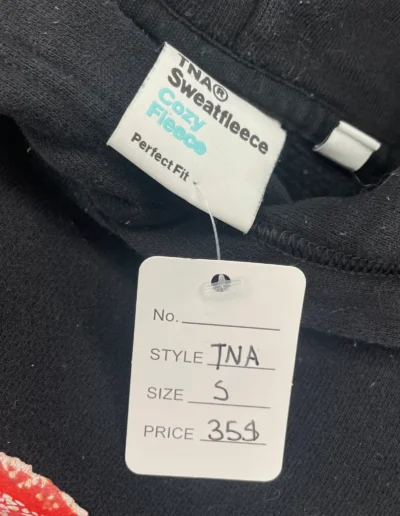 TNA®
Sweatfleece
Cozy
Fleece
Perfect Fit
No.
STYLE TNA
SIZE S
PRICE 35$